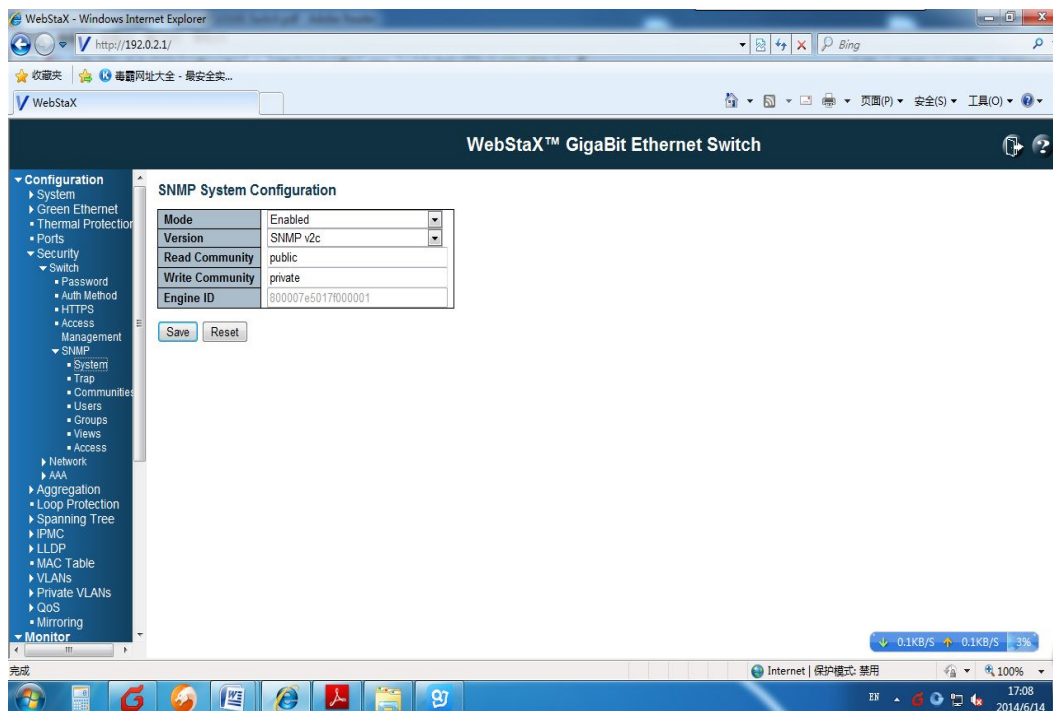 WebStaX - Windows Internet Explorer
http://192.0.2.1/
Bing
收藏夹
毒霸网址大全 - 最安全实...
WebStaX
页面(P)
安全(S)
工具(O)
WebStaX™ GigaBit Ethernet Switch
Configuration
System
Green Ethernet
Thermal Protection
Ports
Security
Switch
Password
Auth Method
HTTPS
Access
Management
SNMP
System
Trap
Communities
Users
Groups
Views
Access
Network
AAA
Aggregation
Loop Protection
Spanning Tree
IPMC
LLDP
MAC Table
VLANs
Private VLANs
QoS
Mirroring
Monitor
SNMP System Configuration
Mode Enabled
Version SNMP v2c
Read Community public
Write Community private
Engine ID 800007e5017f000001
Save Reset
0.1KB/S 0.1KB/S 3%
完成
Internet | 保护模式: 禁用
100%
EN
17:08
2014/6/14